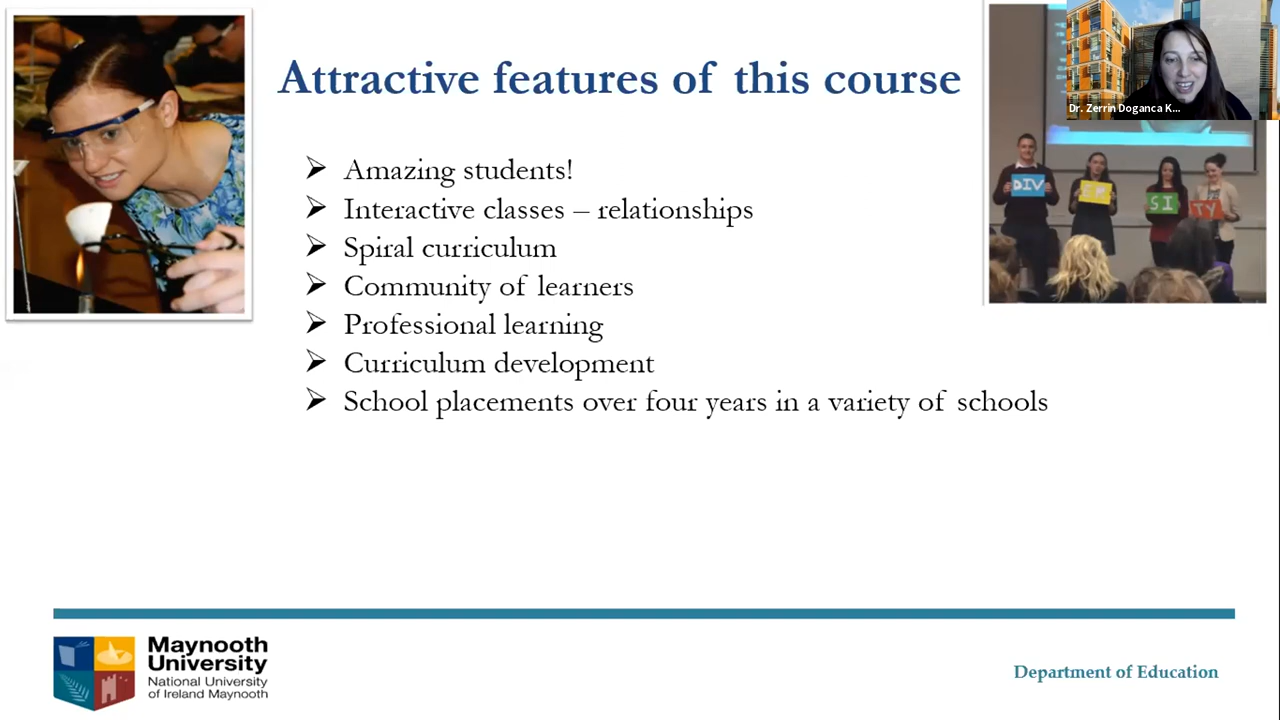 Attractive features of this course
Dr. Zerrin Doganca K...
DIV
ER
SI
TY
Amazing students!
Interactive classes – relationships
Spiral curriculum
Community of learners
Professional learning
Curriculum development
School placements over four years in a variety of schools
Maynooth
University
National University
of Ireland Maynooth
Department of Education